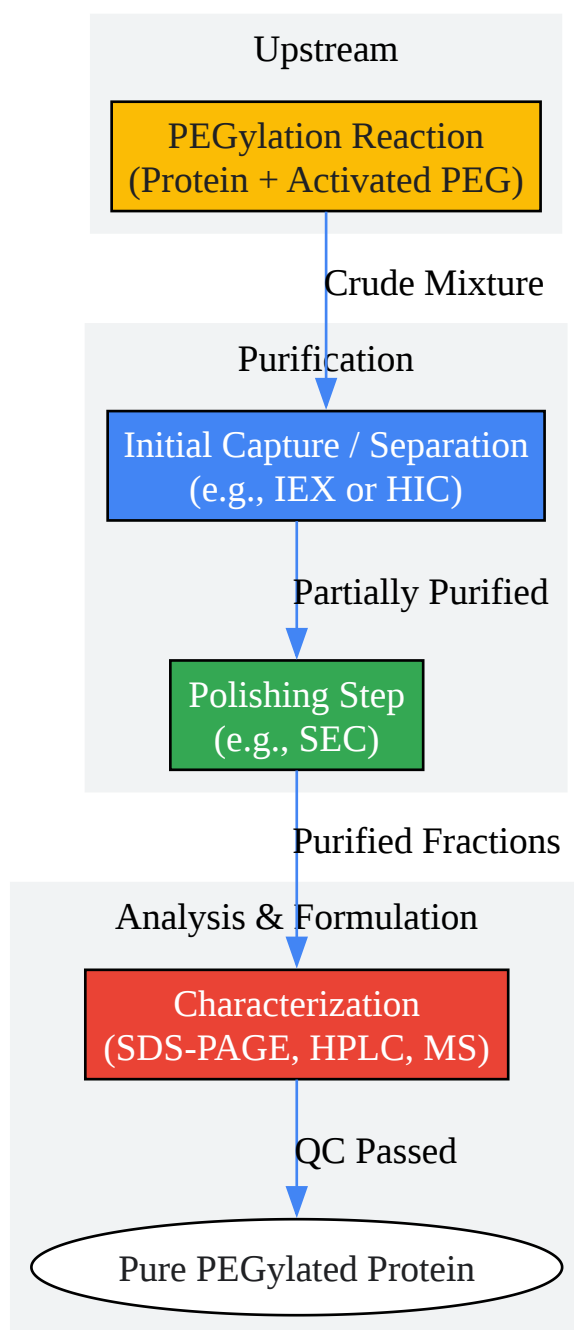 Upstream
PEGylation Reaction
(Protein + Activated PEG)
Crude Mixture
Purification
Initial Capture / Separation
(e.g., IEX or HIC)
Partially Purified
Polishing Step
(e.g., SEC)
Purified Fractions
Analysis & Formulation
Characterization
(SDS-PAGE, HPLC, MS)
QC Passed
Pure PEGylated Protein